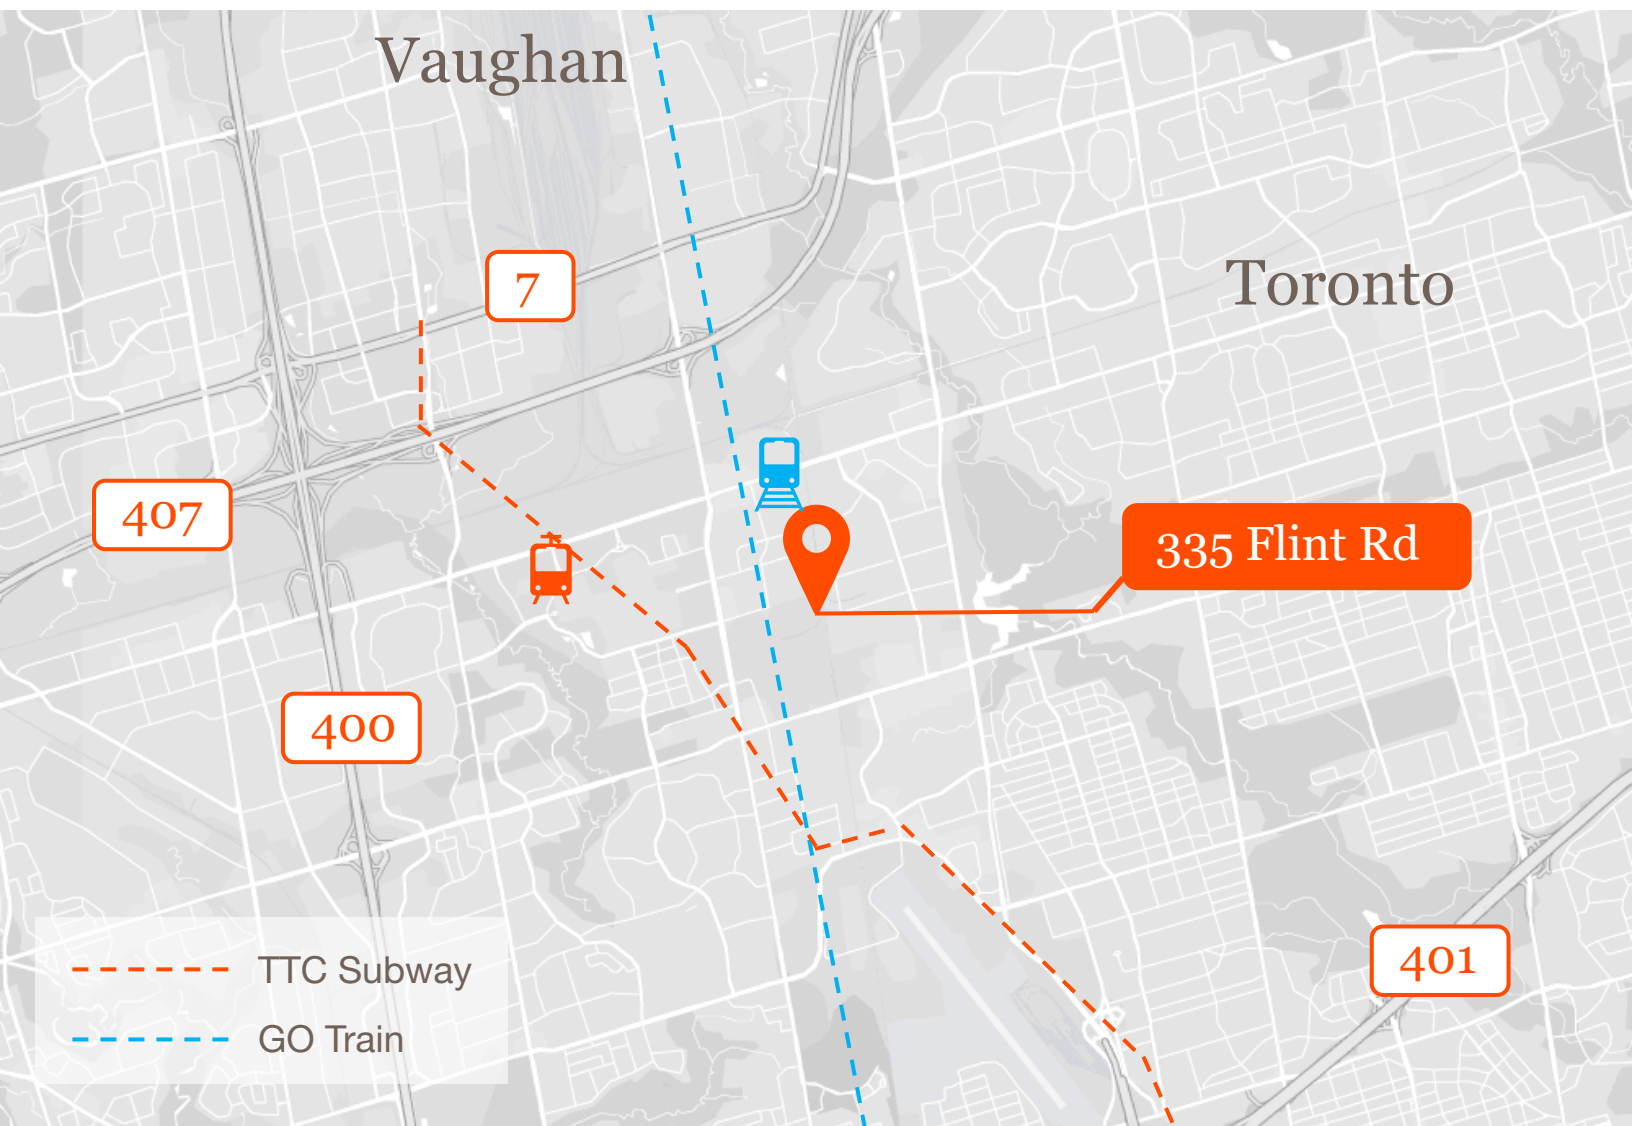 Vaughan
7
Toronto
407
335 Flint Rd
400
401
TTC Subway
GO Train